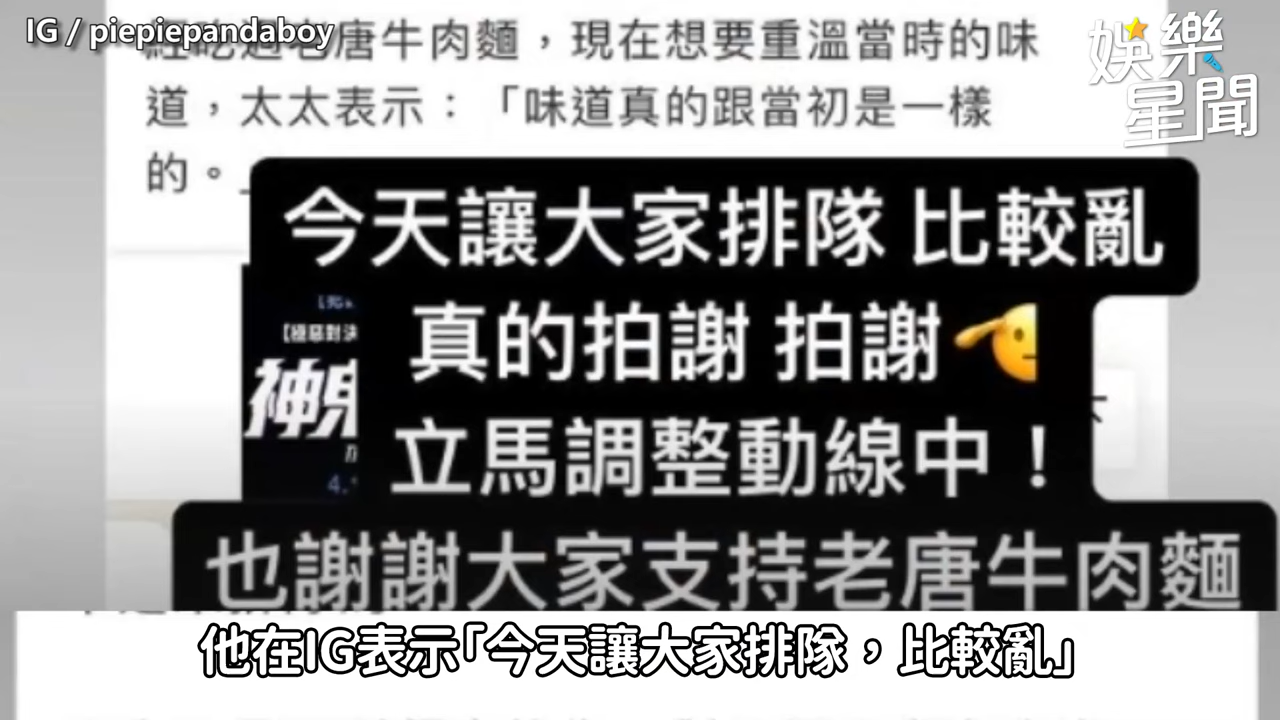 IG / piepiepandaboy
娛樂星聞
唐牛肉麵，現在想要重溫當時的味
道，太太表示：「味道真的跟當初是一樣
的。
今天讓大家排隊 比較亂
真的拍謝 拍謝
立馬調整動線中！
也謝謝大家支持老唐牛肉麵
他在IG表示「今天讓大家排隊，比較亂」